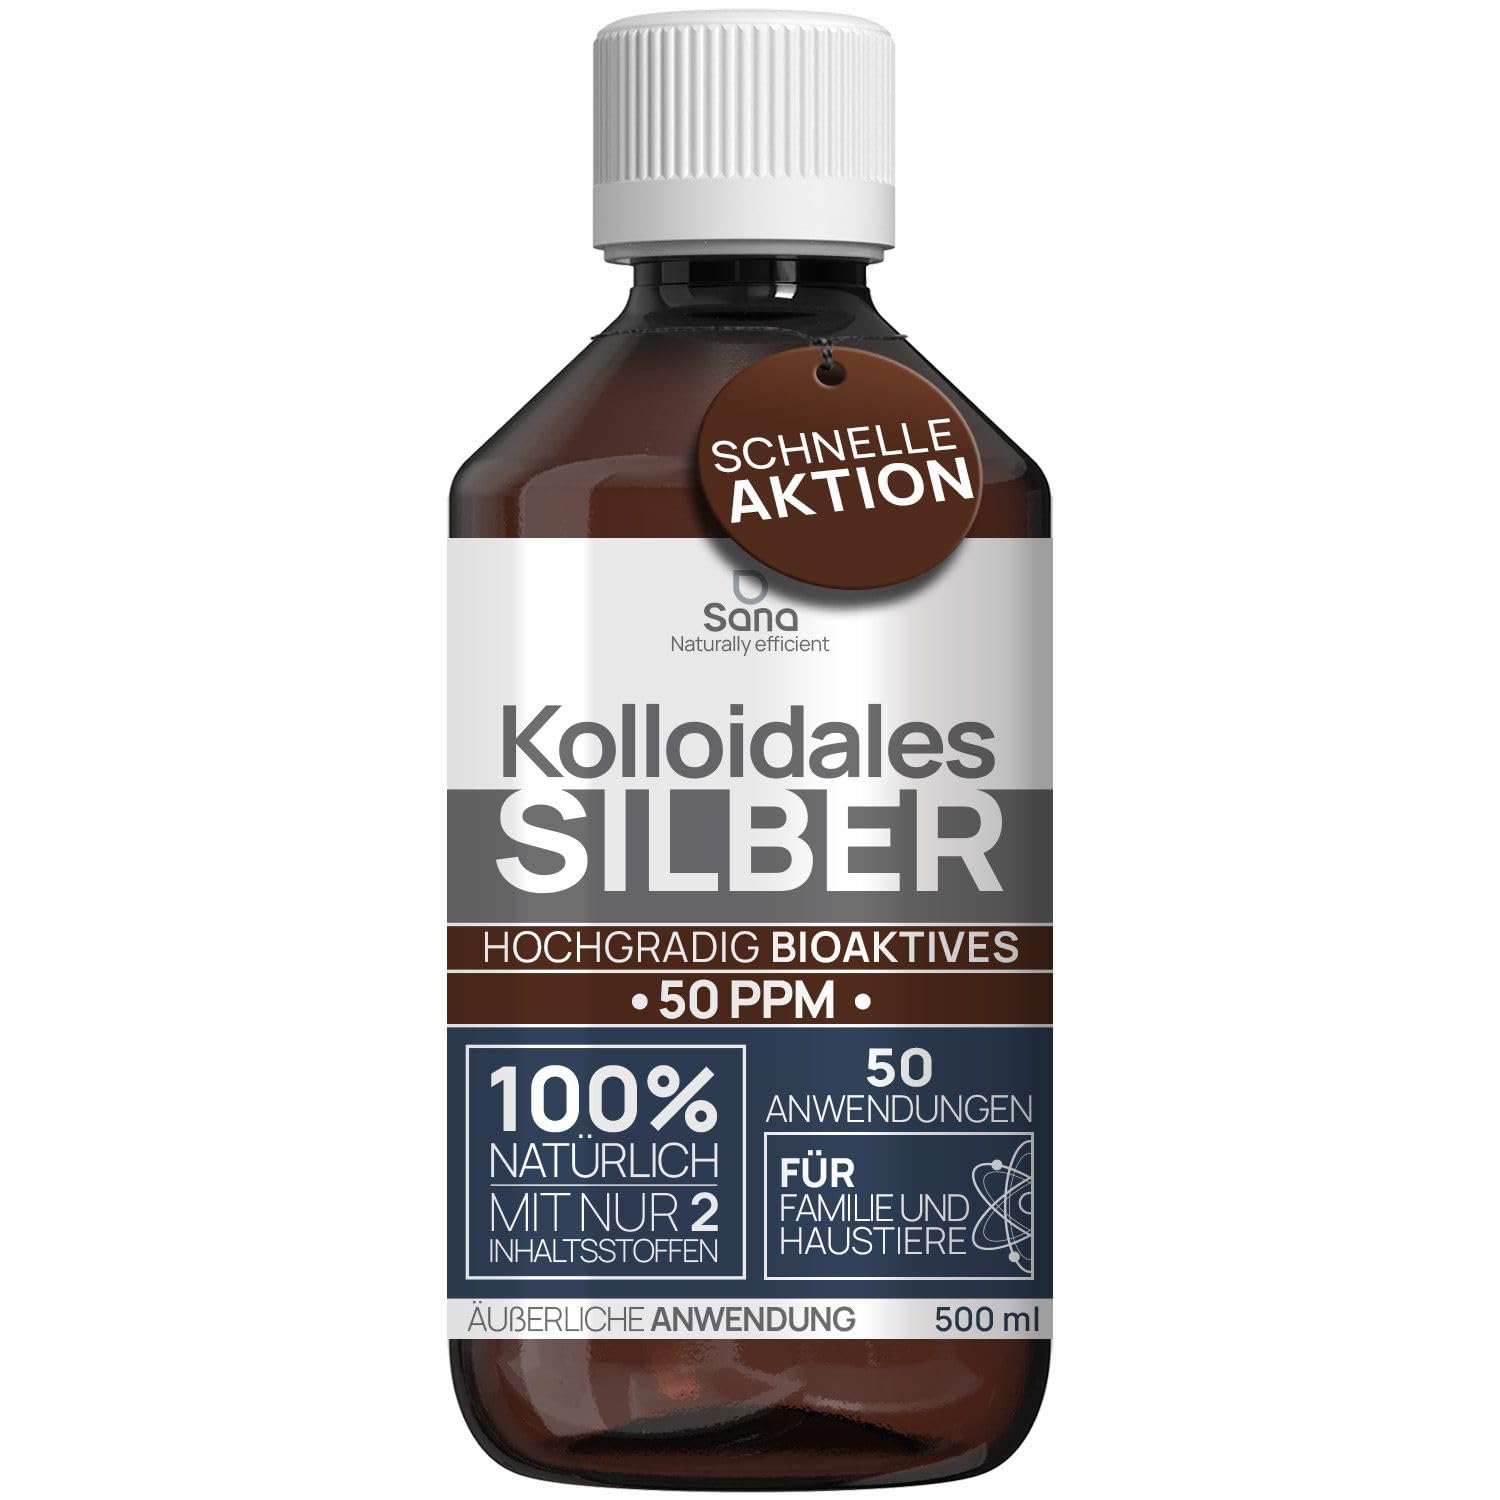 SCHNELLE
AKTION
Sana
Naturally efficient
Kolloidales
SILBER
HOCHGRADIG BIOAKTIVES
• 50 PPM •
100%
NATÜRLICH
MIT NUR 2
INHALTSSTOFFEN
50
ANWENDUNGEN
FÜR
FAMILIE UND
HAUSTIERE
ÄUßERLICHE ANWENDUNG
500 ml